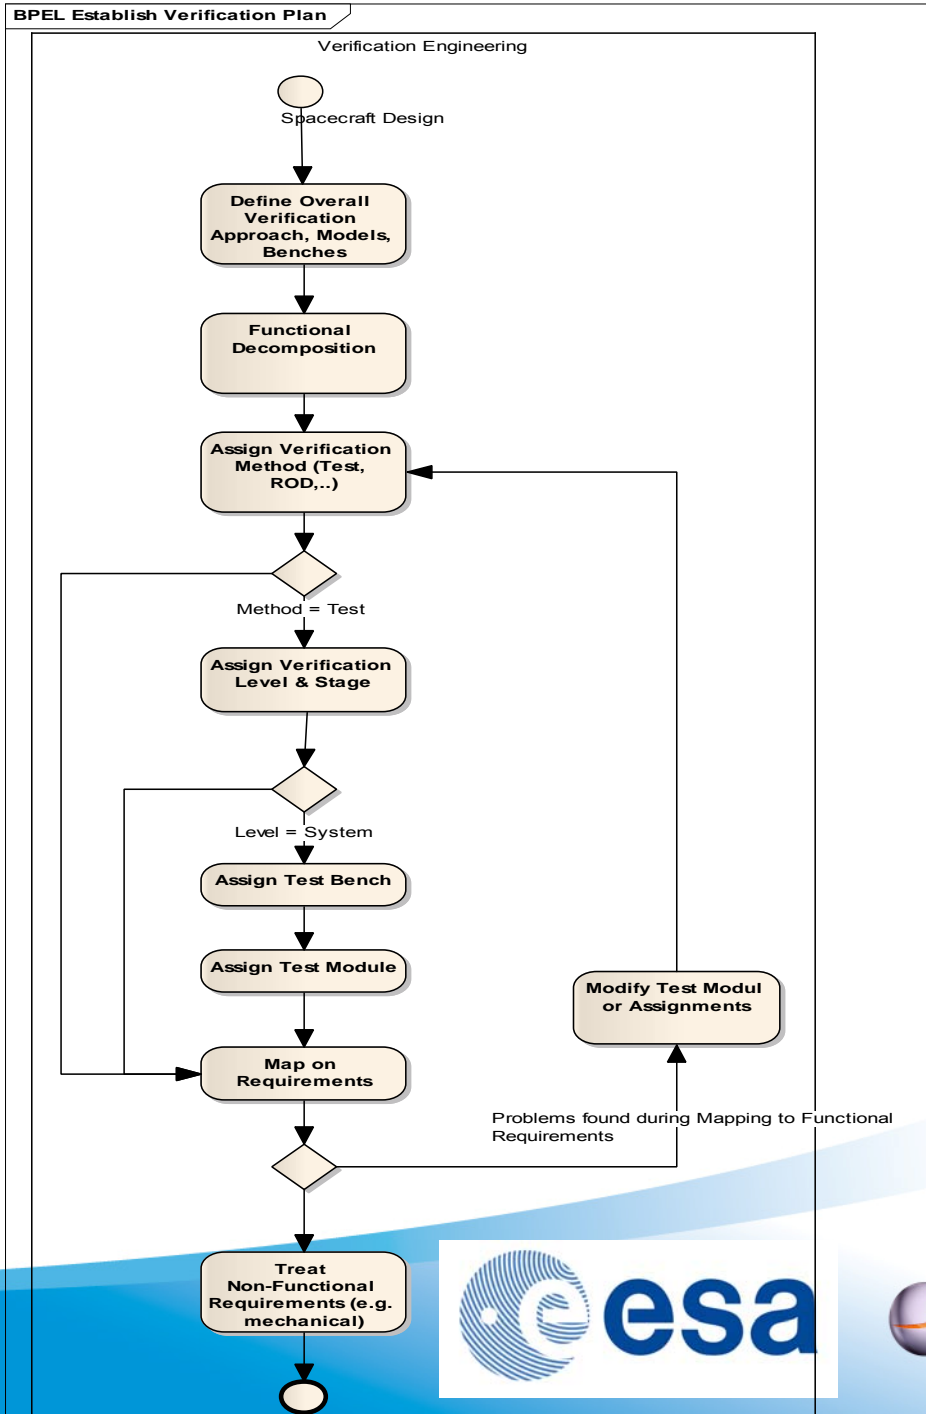 BPEL Establish Verification Plan
Verification Engineering
Spacecraft Design
Define Overall
Verification
Approach, Models,
Benches
Functional
Decomposition
Assign Verification
Method (Test,
ROD,..)
Method = Test
Assign Verification
Level & Stage
Level = System
Assign Test Bench
Assign Test Module
Modify Test Modul
or Assignments
Map on
Requirements
Problems found during Mapping to Functional
Requirements
Treat
Non-Functional
Requirements (e.g.
mechanical)
esa